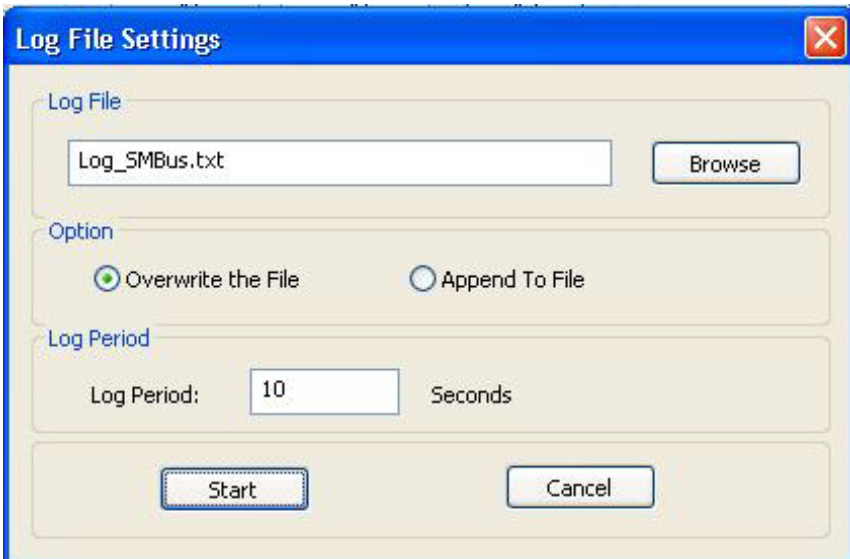 Log File Settings
Log File
Log_SMBus.txt
Browse
Option
Overwrite the File
Append To File
Log Period
Log Period: 10 Seconds
Start
Cancel